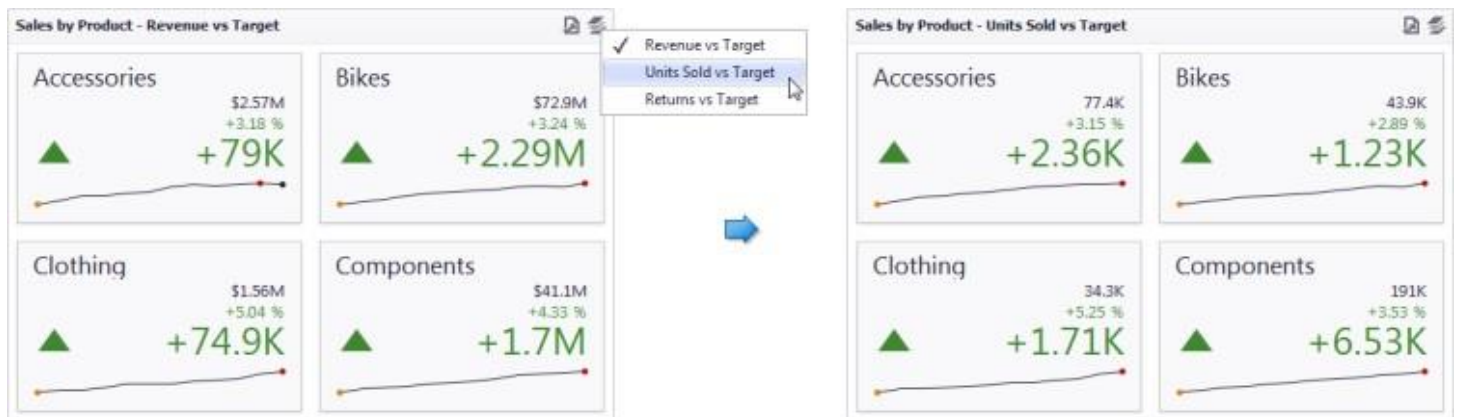 Sales by Product - Revenue vs Target
Revenue vs Target
Units Sold vs Target
Returns vs Target
Accessories
$2.57M
+3.18 %
+79K
Bikes
$72.9M
+3.24 %
+2.29M
Clothing
$1.56M
+5.04 %
+74.9K
Components
$41.1M
+4.33 %
+1.7M
Sales by Product - Units Sold vs Target
Accessories
77.4K
+3.15 %
+2.36K
Bikes
43.9K
+2.89 %
+1.23K
Clothing
34.3K
+5.25 %
+1.71K
Components
191K
+3.53 %
+6.53K